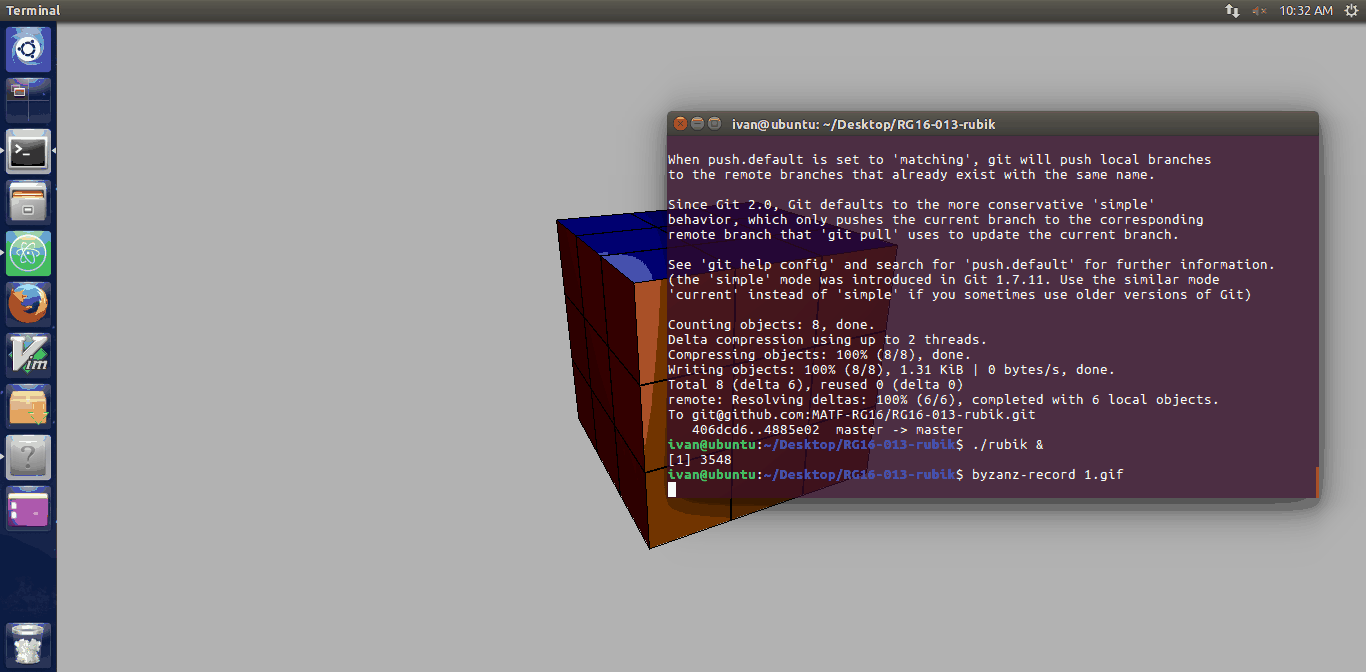 Terminal
10:32 AM
ivan@ubuntu: ~/Desktop/RG16-013-rubik
When push.default is set to 'matching', git will push local branches
to the remote branches that already exist with the same name.
Since Git 2.0, Git defaults to the more conservative 'simple'
behavior, which only pushes the current branch to the corresponding
remote branch that 'git pull' uses to update the current branch.
See 'git help config' and search for 'push.default' for further information.
(the 'simple' mode was introduced in Git 1.7.11. Use the similar mode
'current' instead of 'simple' if you sometimes use older versions of Git)
Counting objects: 8, done.
Delta compression using up to 2 threads.
Compressing objects: 100% (8/8), done.
Writing objects: 100% (8/8), 1.31 KiB | 0 bytes/s, done.
Total 8 (delta 6), reused 0 (delta 0)
remote: Resolving deltas: 100% (6/6), completed with 6 local objects.
To git@github.com:MATF-RG16/RG16-013-rubik.git
   406dcd6..4885e02  master -> master
ivan@ubuntu:~/Desktop/RG16-013-rubik$ ./rubik &
[1] 3548
ivan@ubuntu:~/Desktop/RG16-013-rubik$ byzanz-record 1.gif
>_
Vim
?